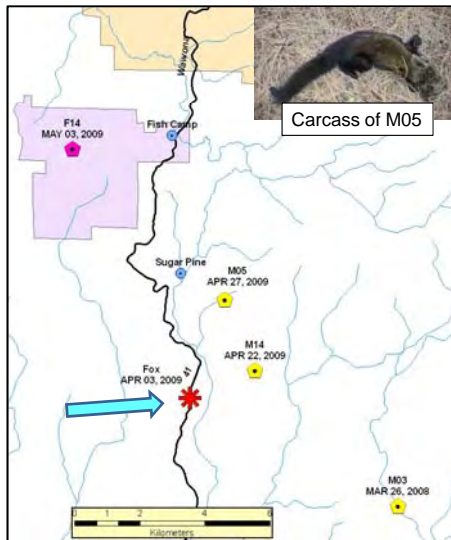 Wawona
Carcass of M05
F14
MAY 03, 2009
Fish Camp
Sugar Pine
M05
APR 27, 2009
M14
APR 22, 2009
Fox
APR 03, 2009
41
M03
MAR 26, 2008
0 1 2 4 6
Kilometers